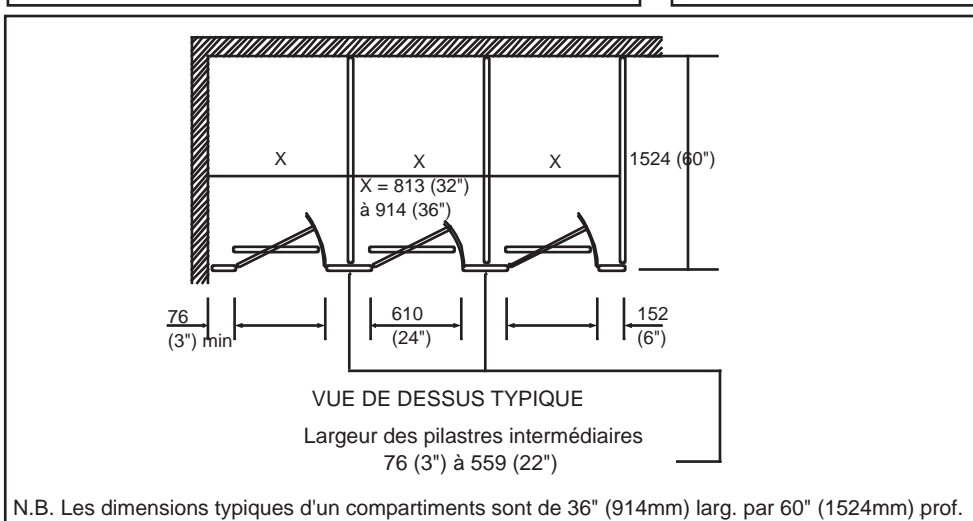 X
X
X
1524 (60")
X = 813 (32")
à 914 (36")
76
(3") min
610
(24")
152
(6")
VUE DE DESSUS TYPIQUE
Largeur des pilastres intermédiaires
76 (3") à 559 (22")
N.B. Les dimensions typiques d'un compartiments sont de 36" (914mm) larg. par 60" (1524mm) prof.